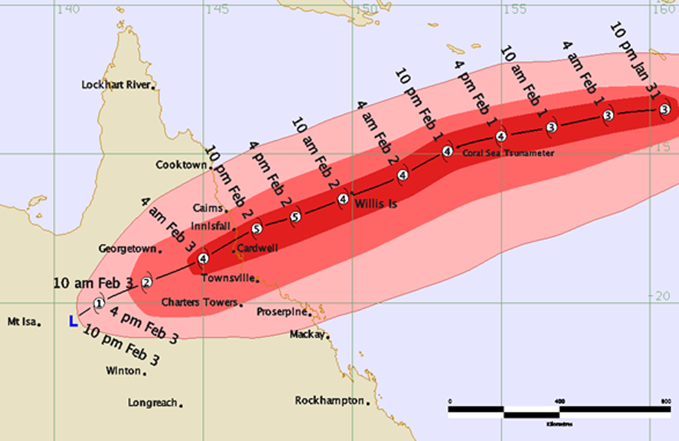 140
145
150
155
160
10 pm Jan 31
4 am Feb 1
10 am Feb 1
4 pm Feb 1
10 pm Feb 1
4 am Feb 2
10 am Feb 2
4 pm Feb 2
10 pm Feb 2
4 am Feb 3
10 am Feb 3
4 pm Feb 3
10 pm Feb 3
Lockhart River
3
3
3
4
4
Coral Sea Tsunameter
15
Cooktown
4
4
Willis Is
Cairns
5
Innisfail
5
Georgetown
Cardwell
4
Townsville
2
Charters Towers
1
20
Proserpine
L
Mt Isa
Mackay
Winton
Longreach
Rockhampton
0
400
800
Kilometres